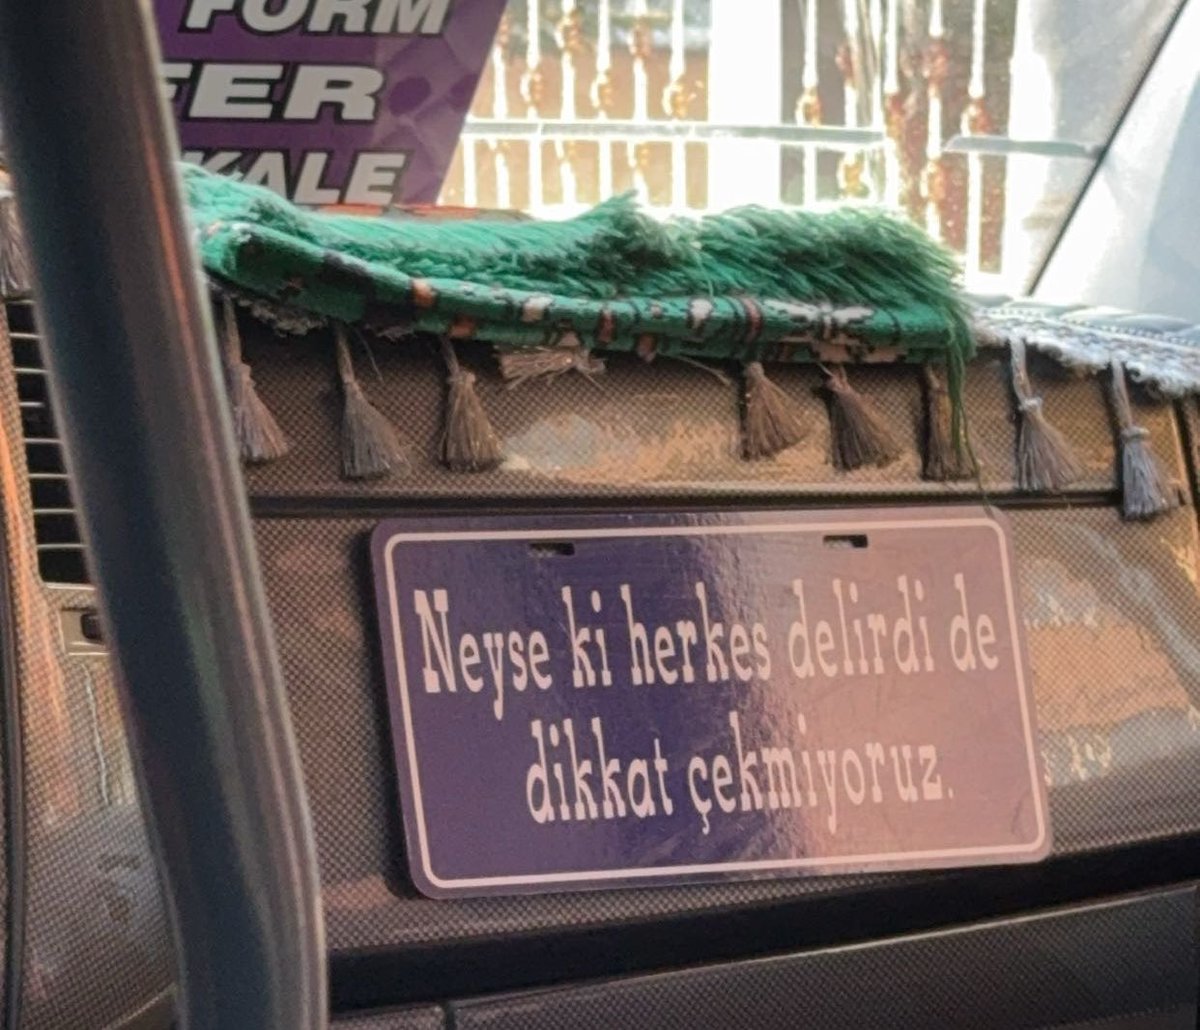 FORM
FER
KALE
Neyse ki herkes delirdi de
dikkat çekmiyoruz.